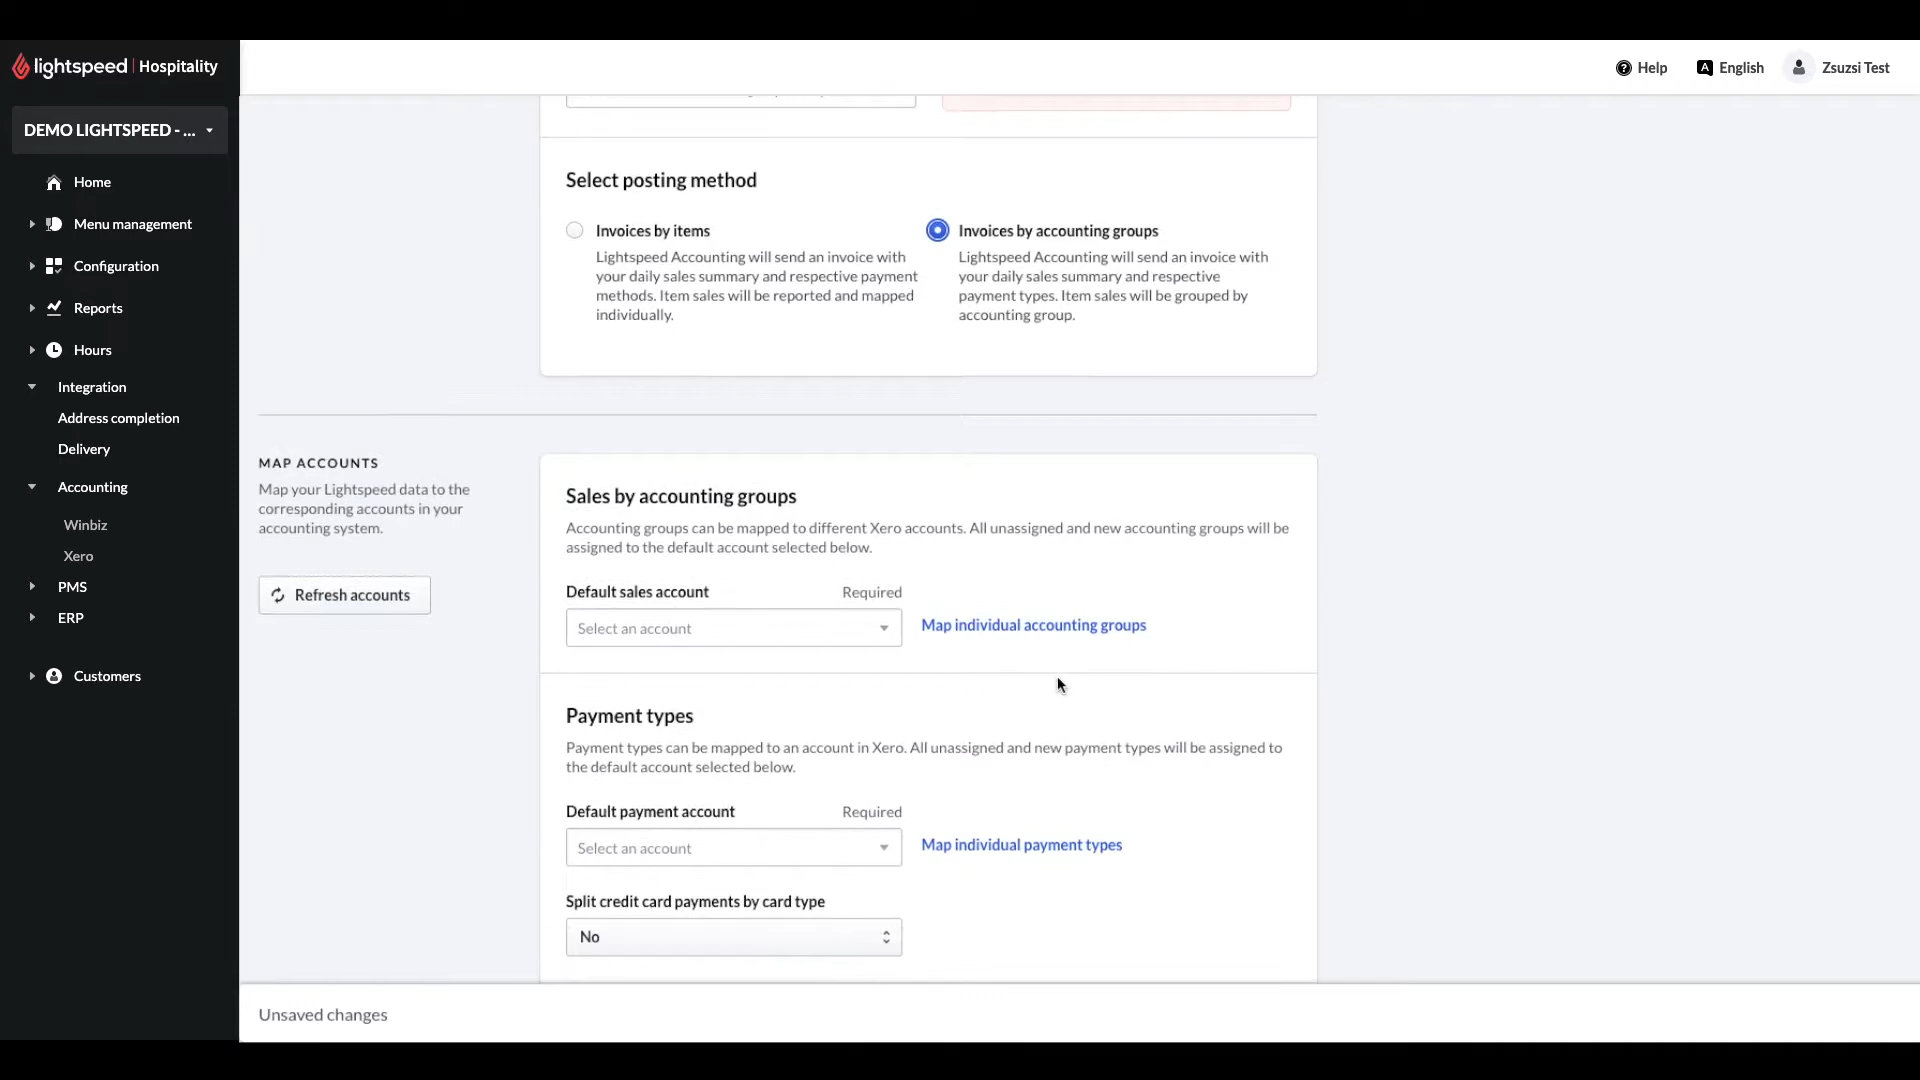 lightspeed | Hospitality
Help
English
Zsuzsi Test
DEMO LIGHTSPEED - ...
Home
Menu management
Configuration
Reports
Hours
Integration
Address completion
Delivery
Accounting
Winbiz
Xero
PMS
ERP
Customers
Select posting method
Invoices by items
Lightspeed Accounting will send an invoice with
your daily sales summary and respective payment
methods. Item sales will be reported and mapped
individually.
Invoices by accounting groups
Lightspeed Accounting will send an invoice with
your daily sales summary and respective
payment types. Item sales will be grouped by
accounting group.
MAP ACCOUNTS
Map your Lightspeed data to the
corresponding accounts in your
accounting system.
Refresh accounts
Sales by accounting groups
Accounting groups can be mapped to different Xero accounts. All unassigned and new accounting groups will be
assigned to the default account selected below.
Default sales account Required
Select an account
Map individual accounting groups
Payment types
Payment types can be mapped to an account in Xero. All unassigned and new payment types will be assigned to
the default account selected below.
Default payment account Required
Select an account
Map individual payment types
Split credit card payments by card type
No
Unsaved changes